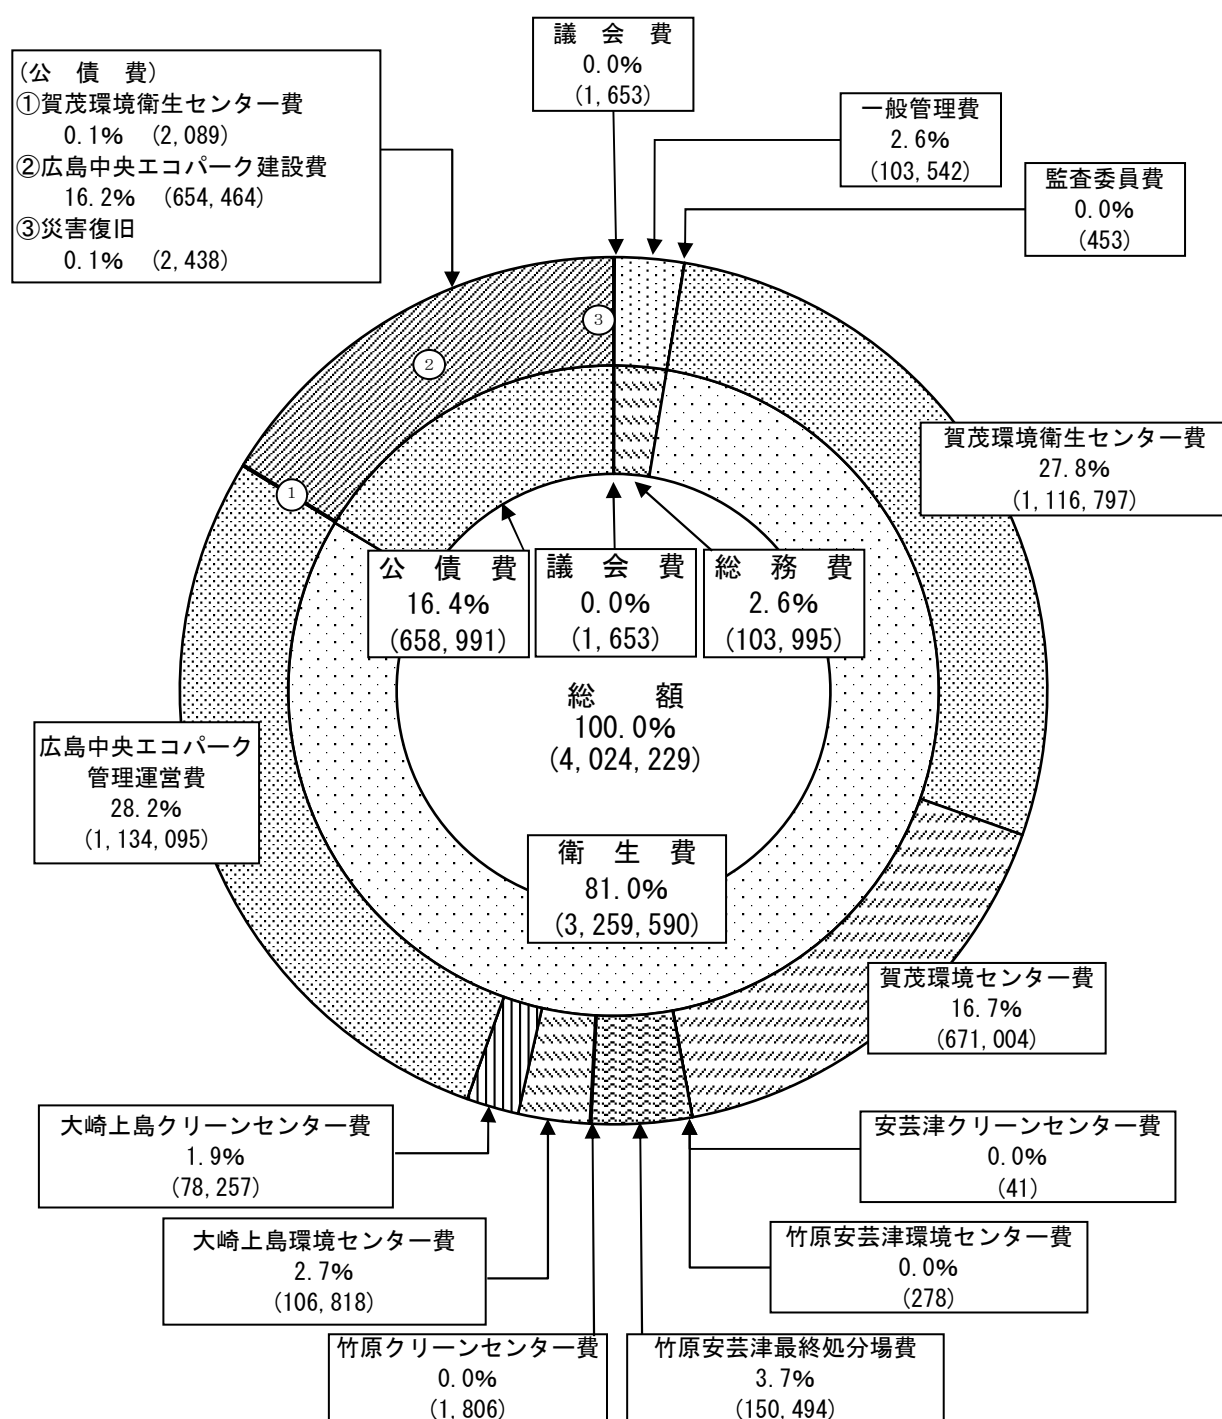 議　会　費
0.0%
(1,653)
(公　債　費)
①賀茂環境衛生センター費
0.1%　(2,089)
②広島中央エコパーク建設費
16.2%　(654,464)
③災害復旧
0.1%　(2,438)
一般管理費
2.6%
(103,542)
監査委員費
0.0%
(453)
③
②
①
賀茂環境衛生センター費
27.8%
(1,116,797)
公　債　費
16.4%
(658,991)
議　会　費
0.0%
(1,653)
総　務　費
2.6%
(103,995)
総　　額
100.0%
(4,024,229)
広島中央エコパーク
管理運営費
28.2%
(1,134,095)
衛　生　費
81.0%
(3,259,590)
賀茂環境センター費
16.7%
(671,004)
大崎上島クリーンセンター費
1.9%
(78,257)
安芸津クリーンセンター費
0.0%
(41)
大崎上島環境センター費
2.7%
(106,818)
竹原安芸津環境センター費
0.0%
(278)
竹原クリーンセンター費
0.0%
(1,806)
竹原安芸津最終処分場費
3.7%
(150,494)